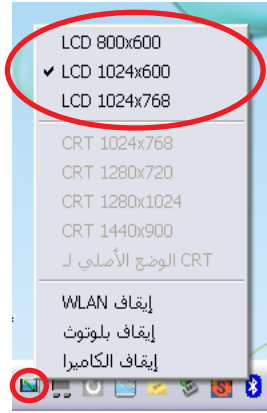 LCD 800x600
LCD 1024x600
LCD 1024x768
CRT 1024x768
CRT 1280x720
CRT 1280x1024
CRT 1440x900
الوضع الأصلي لـ CRT
إيقاف WLAN
إيقاف بلوتوث
إيقاف الكاميرا